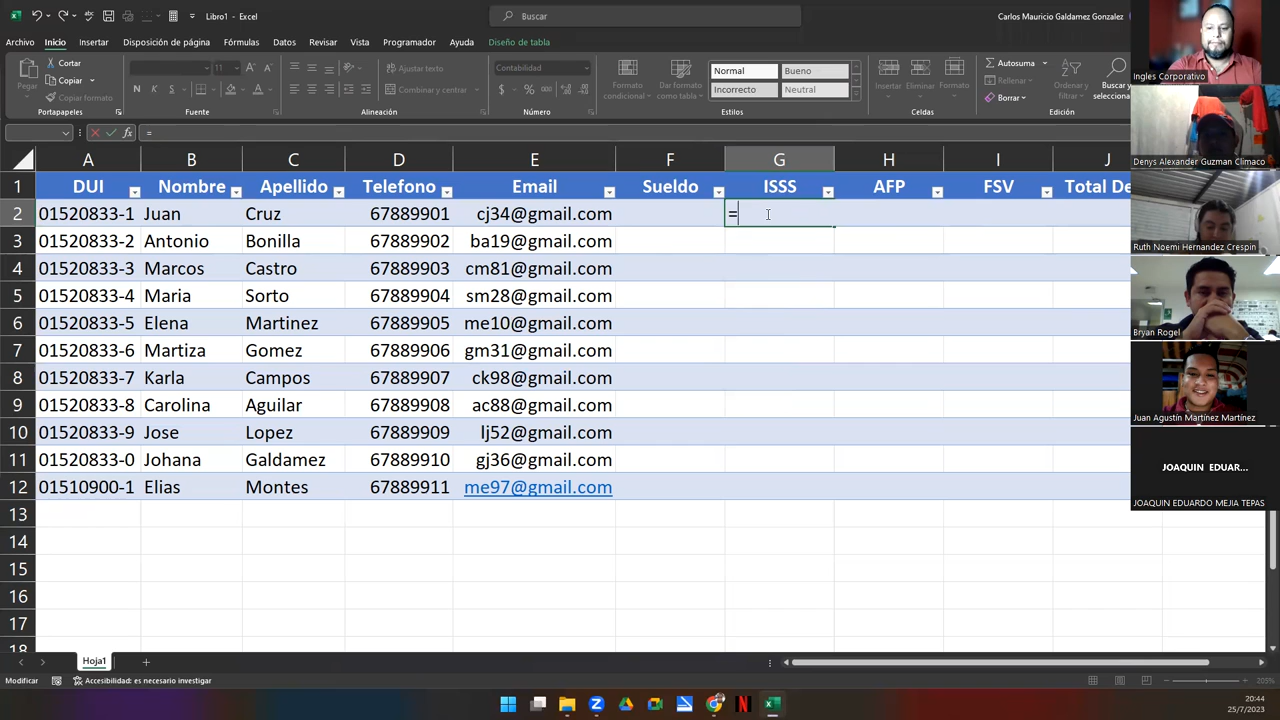 Libro1 - Excel
Buscar
Carlos Mauricio Galdamez Gonzalez
Archivo Inicio Insertar Disposición de página Fórmulas Datos Revisar Vista Programador Ayuda Diseño de tabla
Pegar
Cortar
Copiar
Copiar formato
Portapapeles
11
N K S
Fuente
Ajustar texto
Combinar y centrar
Alineación
Contabilidad
Número
Formato condicional
Dar formato como tabla
Normal Bueno
Incorrecto Neutral
Estilos
Insertar Eliminar Formato
Celdas
Autosuma
Rellenar
Borrar
Ordenar y filtrar
Buscar y selecciona
Edición
fx =
A B C D E F G H I J
1 DUI Nombre Apellido Telefono Email Sueldo ISSS AFP FSV Total De
2 01520833-1 Juan Cruz 67889901 cj34@gmail.com =
3 01520833-2 Antonio Bonilla 67889902 ba19@gmail.com
4 01520833-3 Marcos Castro 67889903 cm81@gmail.com
5 01520833-4 Maria Sorto 67889904 sm28@gmail.com
6 01520833-5 Elena Martinez 67889905 me10@gmail.com
7 01520833-6 Martiza Gomez 67889906 gm31@gmail.com
8 01520833-7 Karla Campos 67889907 ck98@gmail.com
9 01520833-8 Carolina Aguilar 67889908 ac88@gmail.com
10 01520833-9 Jose Lopez 67889909 lj52@gmail.com
11 01520833-0 Johana Galdamez 67889910 gj36@gmail.com
12 01510900-1 Elias Montes 67889911 me97@gmail.com
13
14
15
16
17
18
Hoja1
Modificar
Accesibilidad: es necesario investigar
205%
20:44
25/7/2023
Ingles Corporativo
Denys Alexander Guzman Climaco
Ruth Noemi Hernandez Crespin
Bryan Rogel
Juan Agustín Martínez Martínez
JOAQUIN EDUAR...
JOAQUIN EDUARDO MEJIA TEPAS